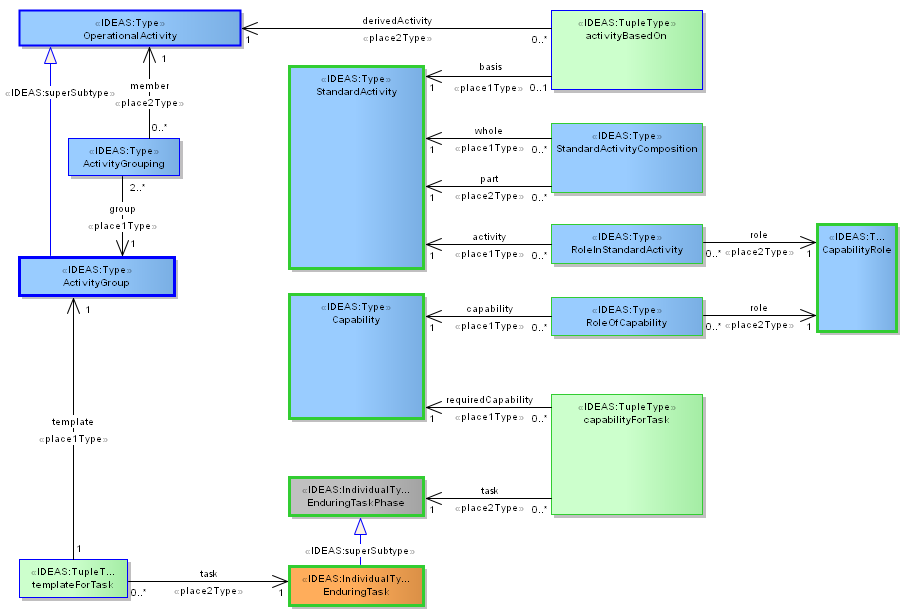 «IDEAS:Type»
OperationalActivity
derivedActivity
1
«place2Type»
0..*
«IDEAS:TupleType»
activityBasedOn
1
member
«place2Type»
0..*
«IDEAS:superSubtype»
«IDEAS:Type»
StandardActivity
basis
1
«place1Type»
0..1
«IDEAS:Type»
ActivityGrouping
whole
1
«place1Type»
0..*
«IDEAS:Type»
StandardActivityComposition
part
1
«place2Type»
0..*
2..*
group
«place1Type»
1
activity
1
«place1Type»
0..*
«IDEAS:Type»
RoleInStandardActivity
role
0..*
«place2Type»
1
«IDEAS:T...
CapabilityRole
«IDEAS:Type»
ActivityGroup
«IDEAS:Type»
Capability
capability
1
«place1Type»
0..*
«IDEAS:Type»
RoleOfCapability
role
0..*
«place2Type»
1
1
template
«place1Type»
1
requiredCapability
1
«place1Type»
0..*
«IDEAS:TupleType»
capabilityForTask
«IDEAS:IndividualTy...
EnduringTaskPhase
task
1
«place2Type»
0..*
«IDEAS:superSubtype»
«IDEAS:TupleT...
templateForTask
task
0..*
«place2Type»
1
«IDEAS:IndividualTy...
EnduringTask